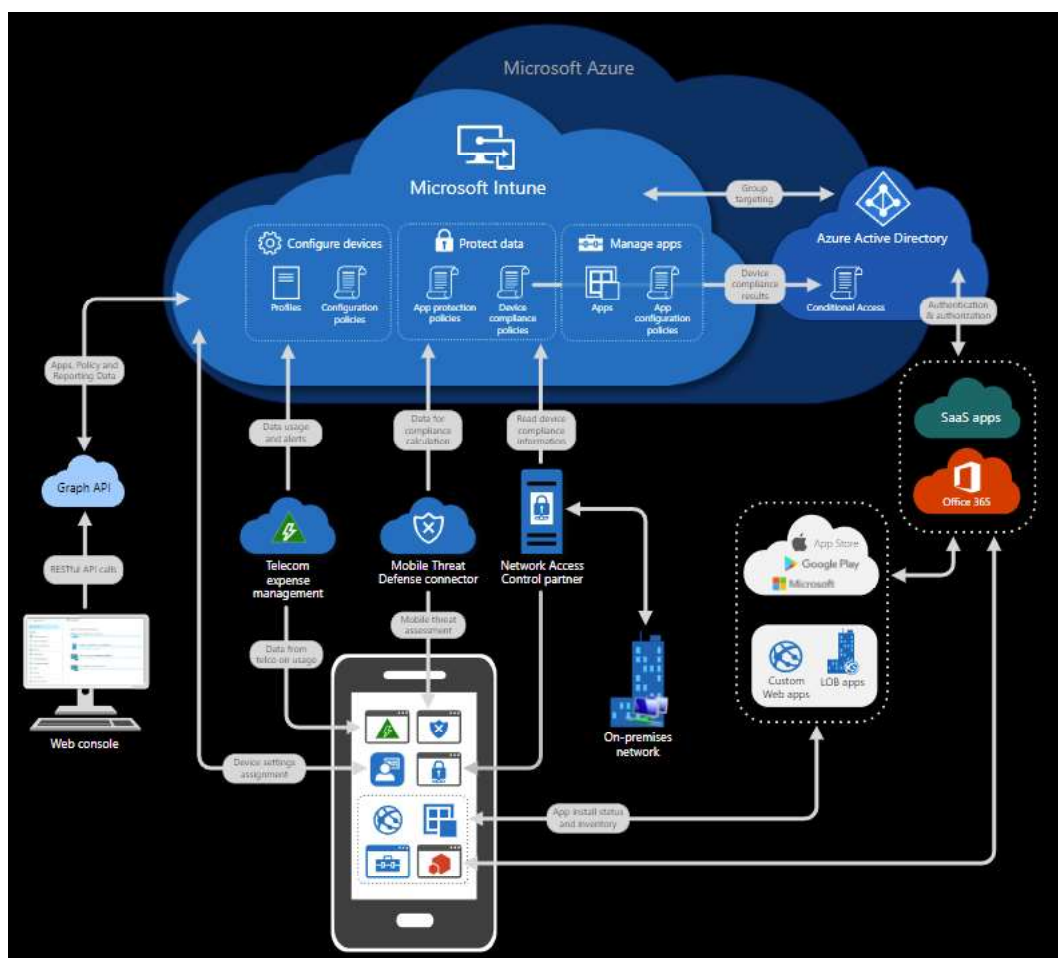 Microsoft Azure
Microsoft Intune
Group
targeting
Azure Active Directory
Configure devices
Protect data
Manage apps
Profiles
Configuration
policies
App protection
policies
Device
compliance
policies
Apps
App
configuration
policies
Device
compliance
results
Conditional Access
Authentication
& authorization
Apps, Policy and
Reporting Data
Data usage
and alerts
Data for
compliance
calculation
Read device
compliance
information
SaaS apps
Office 365
Graph API
RESTful API calls
Telecom
expense
management
Mobile Threat
Defense connector
Network Access
Control partner
App Store
Google Play
Microsoft
Mobile threat
assessment
Data from
telco on usage
Custom
Web apps
LOB apps
Web console
On-premises
network
Device settings
assignment
App install status
and inventory